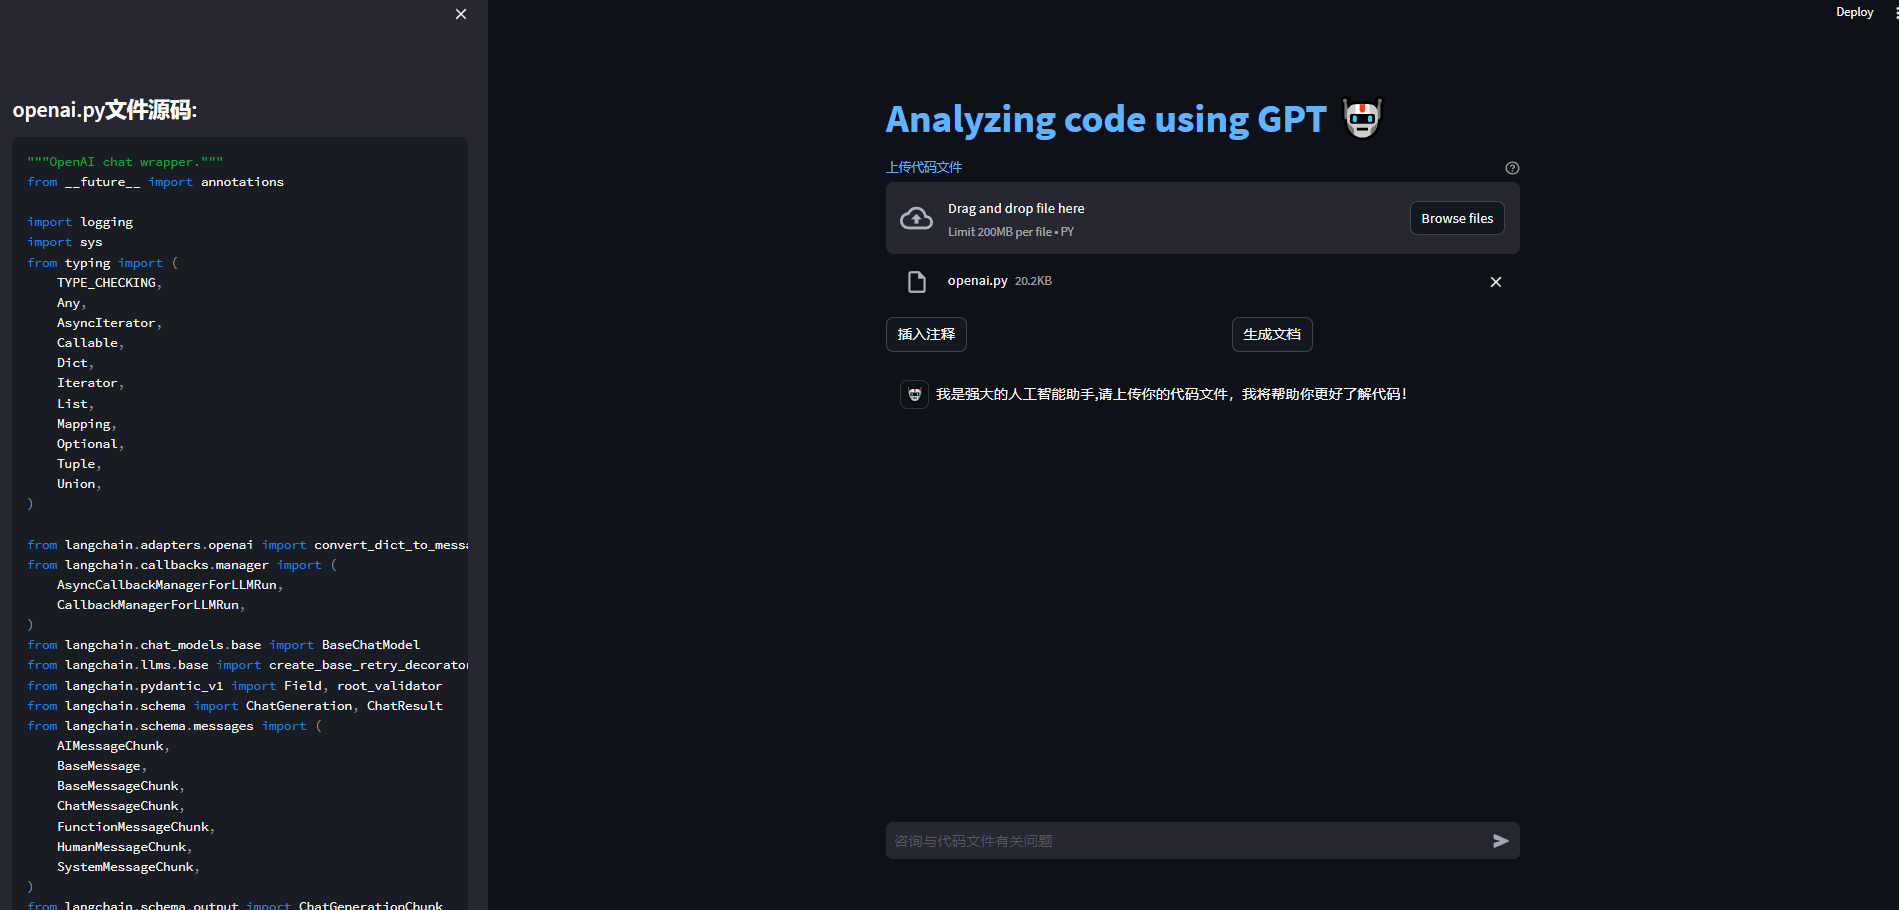 Deploy
openai.py文件源码:
"""OpenAI chat wrapper."""
from __future__ import annotations
import logging
import sys
from typing import (
    TYPE_CHECKING,
    Any,
    AsyncIterator,
    Callable,
    Dict,
    Iterator,
    List,
    Mapping,
    Optional,
    Tuple,
    Union,
)
from langchain.adapters.openai import convert_dict_to_messa
from langchain.callbacks.manager import (
    AsyncCallbackManagerForLLMRun,
    CallbackManagerForLLMRun,
)
from langchain.chat_models.base import BaseChatModel
from langchain.llms.base import create_base_retry_decorator
from langchain.pydantic_v1 import Field, root_validator
from langchain.schema import ChatGeneration, ChatResult
from langchain.schema.messages import (
    AIMessageChunk,
    BaseMessage,
    BaseMessageChunk,
    ChatMessageChunk,
    FunctionMessageChunk,
    HumanMessageChunk,
    SystemMessageChunk,
)
from langchain.schema.output import ChatGenerationChunk
Analyzing code using GPT
上传代码文件
Drag and drop file here
Limit 200MB per file • PY
Browse files
openai.py 20.2KB
插入注释
生成文档
我是强大的人工智能助手,请上传你的代码文件，我将帮助你更好了解代码！
咨询与代码文件有关问题